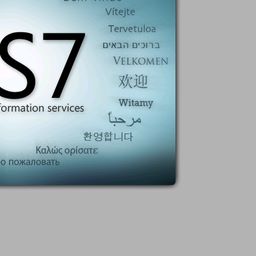 Vítejte
Tervetuloa
ברוכים הבאים
VELKOMEN
S7
欢迎
Witamy
formation services
مرحباً
환영합니다
Καλώς ορίσατε
о пожаловать